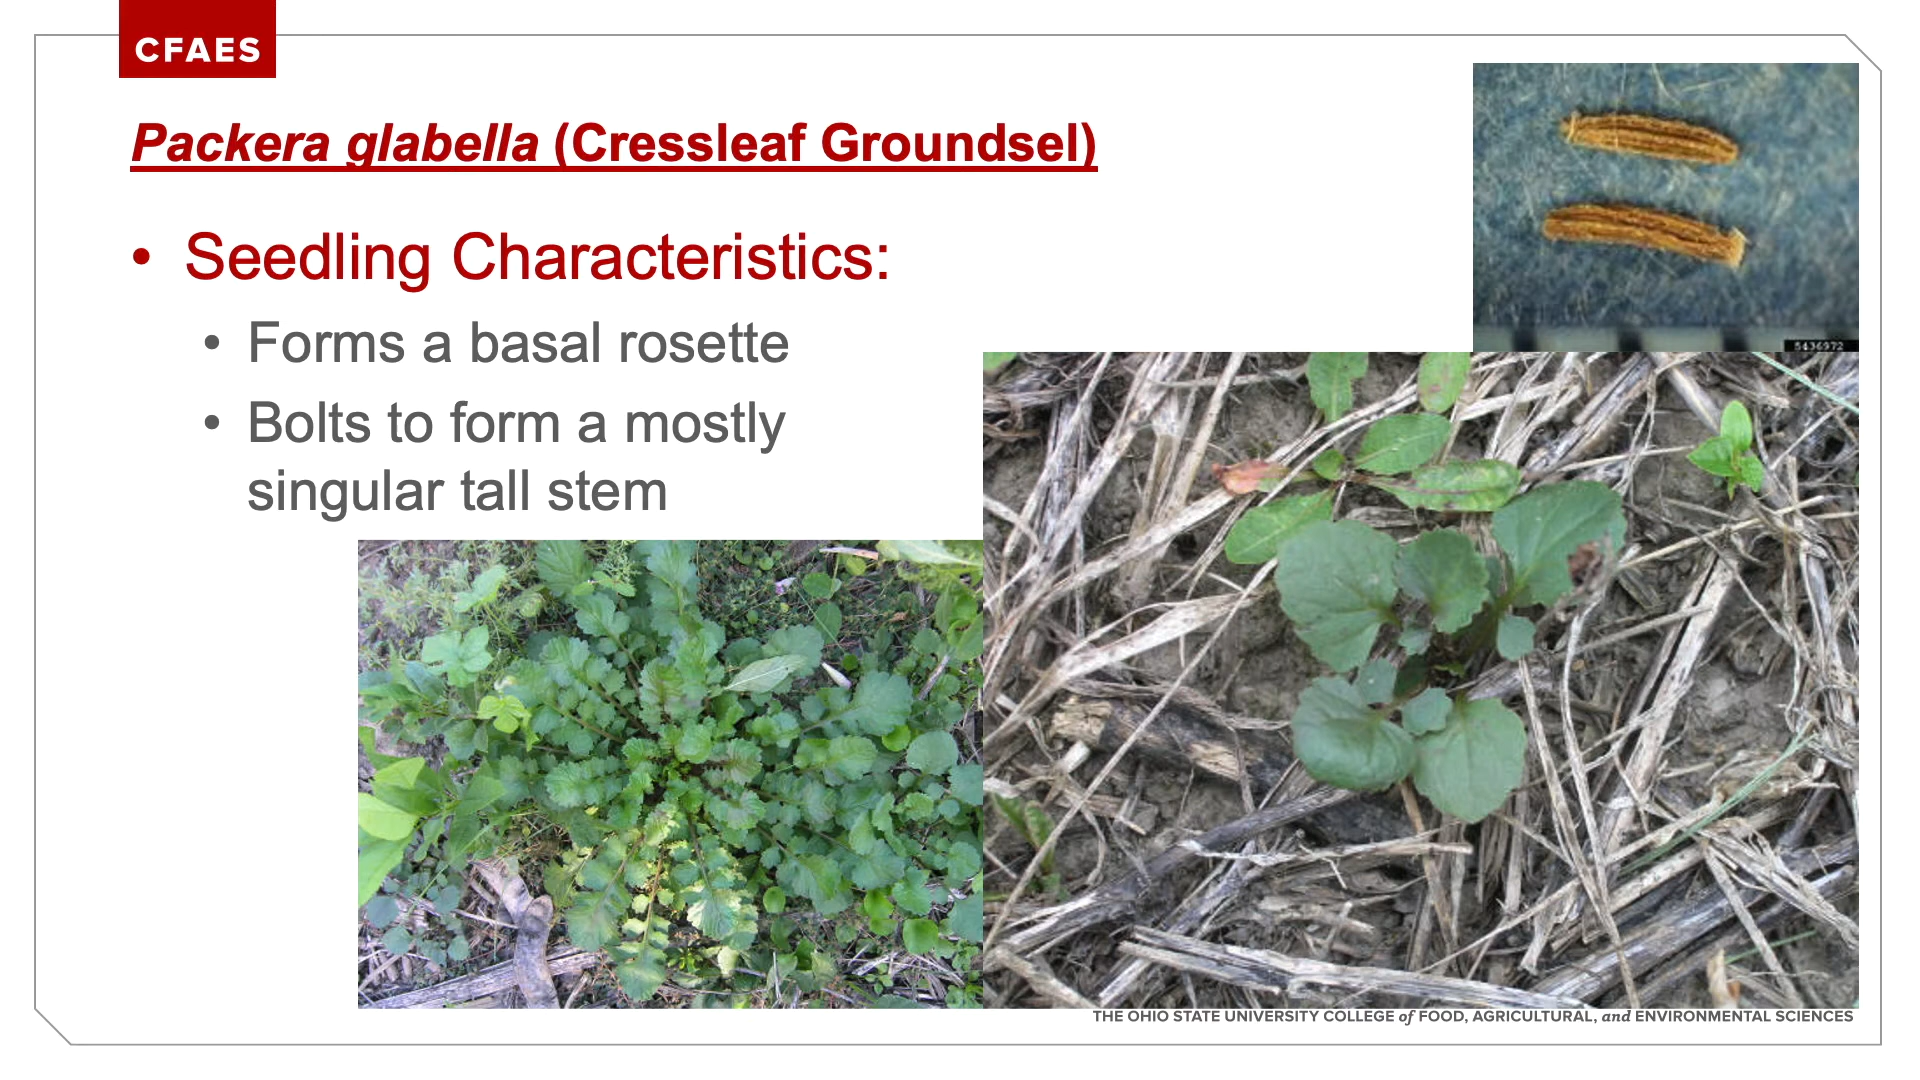 CFAES
Packera glabella (Cressleaf Groundsel)
• Seedling Characteristics:
• Forms a basal rosette
• Bolts to form a mostly
singular tall stem
5436972
THE OHIO STATE UNIVERSITY COLLEGE of FOOD, AGRICULTURAL, and ENVIRONMENTAL SCIENCES